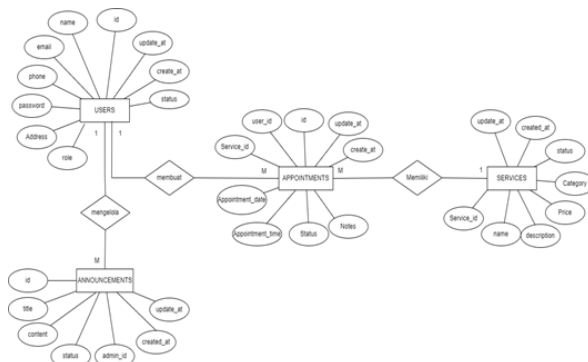 name
id
email
update_at
phone
create_at
password
USERS
status
Address
role
1
1
membuat
M
APPOINTMENTS
M
Memiliki
1
SERVICES
user_id
id
update_at
Service_id
create_at
Appointment_date
Appointment_time
Status
Notes
update_at
created_at
status
Category
Price
Service_id
name
description
mengelola
M
ANNOUNCEMENTS
id
title
content
status
admin_id
created_at
update_at